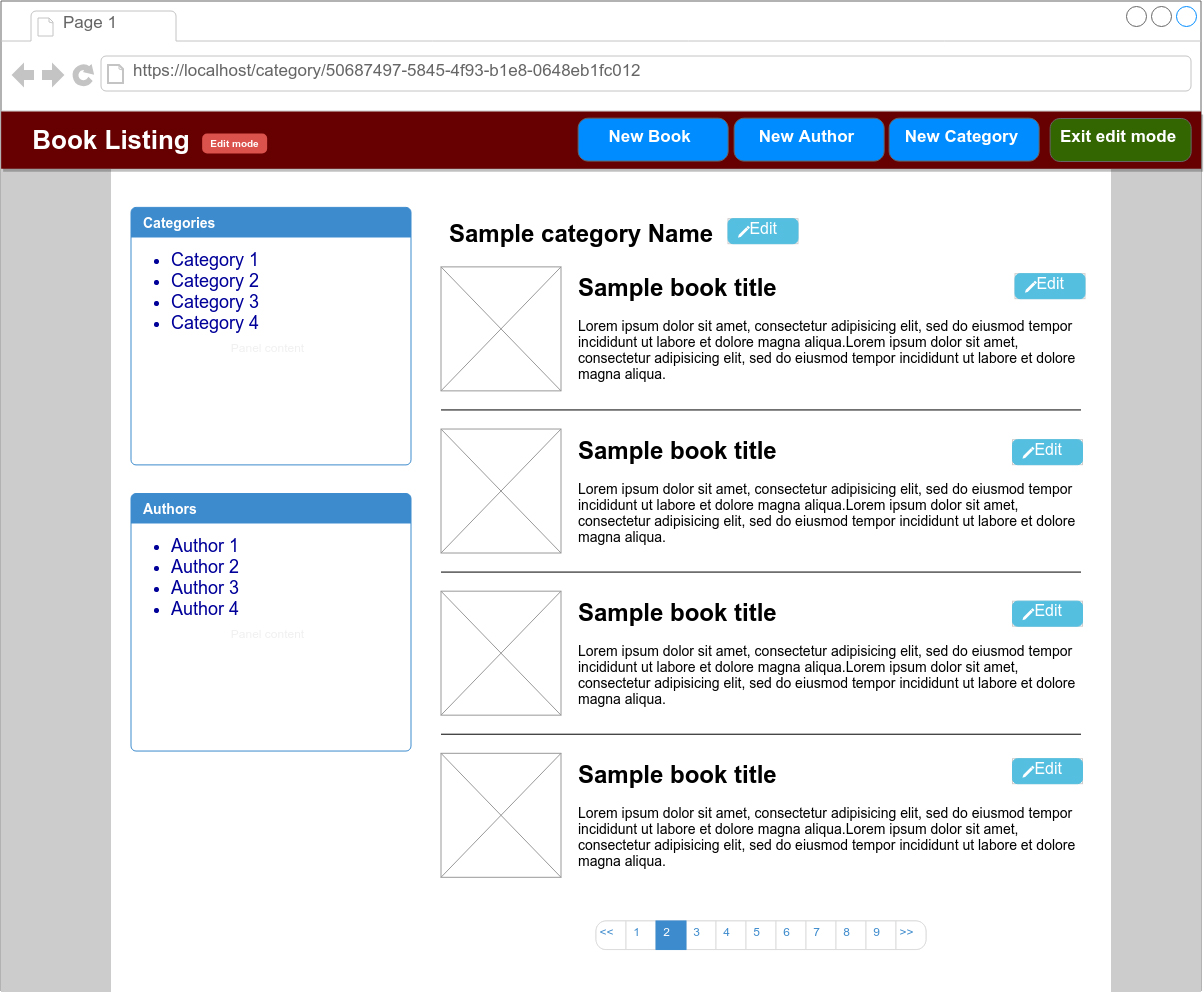 Page 1
https://localhost/category/50687497-5845-4f93-b1e8-0648eb1fc012
Book Listing
Edit mode
New Book
New Author
New Category
Exit edit mode
Categories
Category 1
Category 2
Category 3
Category 4
Panel content
Authors
Author 1
Author 2
Author 3
Author 4
Panel content
Sample category Name
Edit
Sample book title
Edit
Lorem ipsum dolor sit amet, consectetur adipisicing elit, sed do eiusmod tempor
incididunt ut labore et dolore magna aliqua.Lorem ipsum dolor sit amet,
consectetur adipisicing elit, sed do eiusmod tempor incididunt ut labore et dolore
magna aliqua.
Sample book title
Edit
Lorem ipsum dolor sit amet, consectetur adipisicing elit, sed do eiusmod tempor
incididunt ut labore et dolore magna aliqua.Lorem ipsum dolor sit amet,
consectetur adipisicing elit, sed do eiusmod tempor incididunt ut labore et dolore
magna aliqua.
Sample book title
Edit
Lorem ipsum dolor sit amet, consectetur adipisicing elit, sed do eiusmod tempor
incididunt ut labore et dolore magna aliqua.Lorem ipsum dolor sit amet,
consectetur adipisicing elit, sed do eiusmod tempor incididunt ut labore et dolore
magna aliqua.
Sample book title
Edit
Lorem ipsum dolor sit amet, consectetur adipisicing elit, sed do eiusmod tempor
incididunt ut labore et dolore magna aliqua.Lorem ipsum dolor sit amet,
consectetur adipisicing elit, sed do eiusmod tempor incididunt ut labore et dolore
magna aliqua.
<< 1 2 3 4 5 6 7 8 9 >>